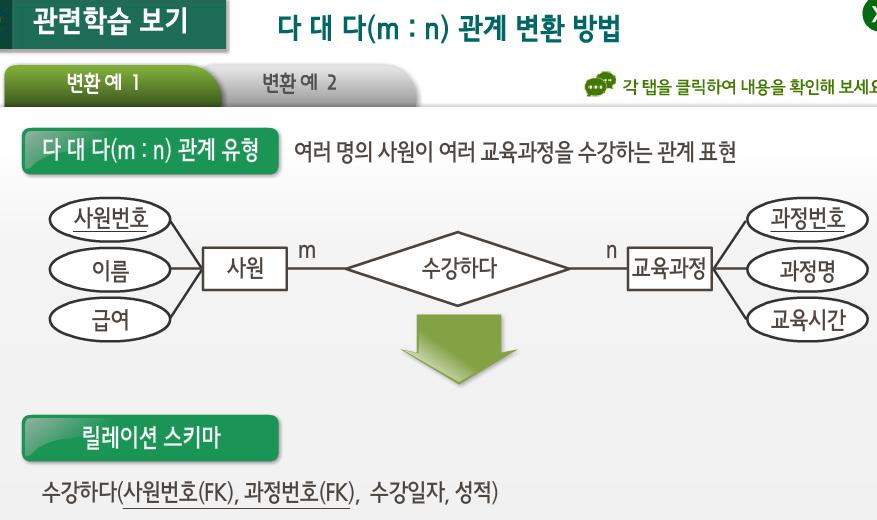 관련학습 보기
다 대 다(m : n) 관계 변환 방법
변환 예 1
변환 예 2
각 탭을 클릭하여 내용을 확인해 보세요
다 대 다(m : n) 관계 유형
여러 명의 사원이 여러 교육과정을 수강하는 관계 표현
사원번호
이름
급여
사원
m
수강하다
n
교육과정
과정번호
과정명
교육시간
릴레이션 스키마
수강하다(사원번호(FK), 과정번호(FK), 수강일자, 성적)